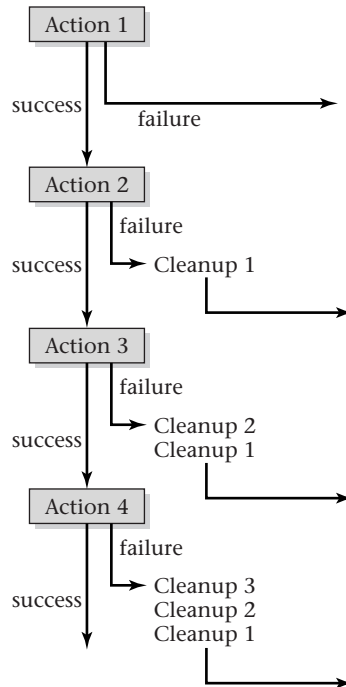 Action 1
success
failure
Action 2
failure
success
Cleanup 1
Action 3
failure
Cleanup 2
success
Cleanup 1
Action 4
failure
Cleanup 3
success
Cleanup 2
Cleanup 1